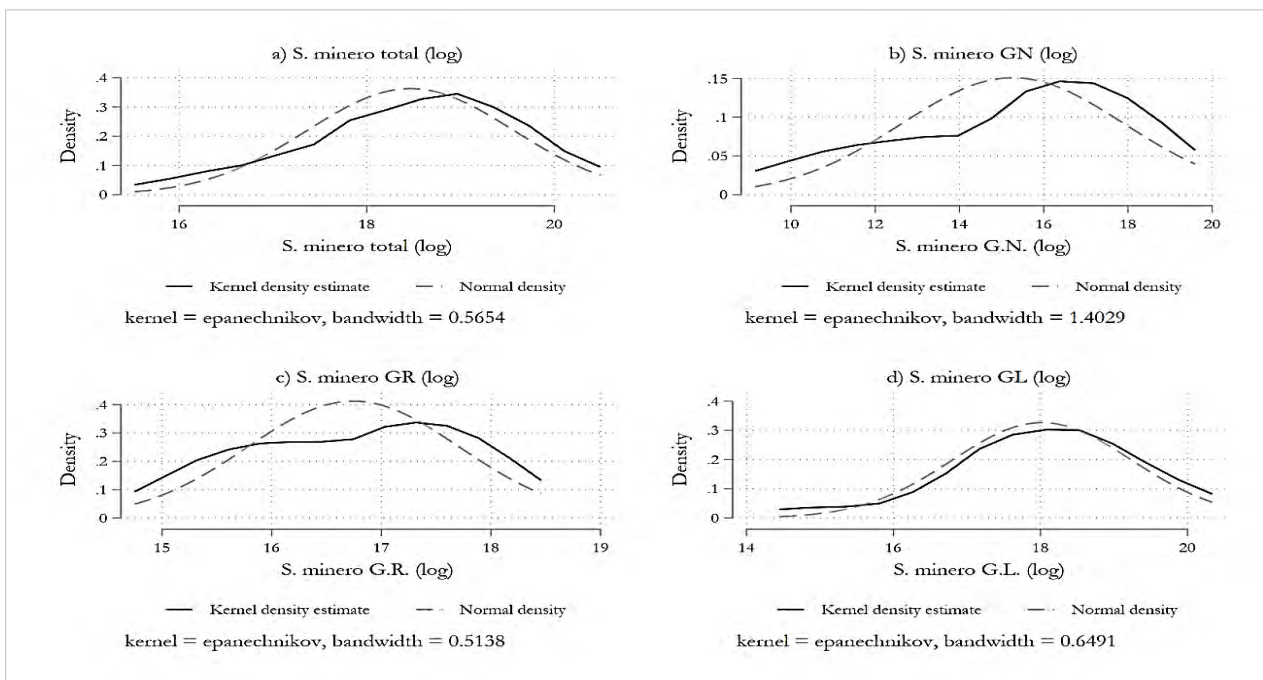 a) S. minero total (log)
Density
.4
.3
.2
.1
0
16 18 20
S. minero total (log)
Kernel density estimate Normal density
kernel = epanechnikov, bandwidth = 0.5654
b) S. minero GN (log)
Density
.15
.1
.05
0
10 12 14 16 18 20
S. minero G.N. (log)
Kernel density estimate Normal density
kernel = epanechnikov, bandwidth = 1.4029
c) S. minero GR (log)
Density
.4
.3
.2
.1
0
15 16 17 18 19
S. minero G.R. (log)
Kernel density estimate Normal density
kernel = epanechnikov, bandwidth = 0.5138
d) S. minero GL (log)
Density
.4
.3
.2
.1
0
14 16 18 20
S. minero G.L. (log)
Kernel density estimate Normal density
kernel = epanechnikov, bandwidth = 0.6491